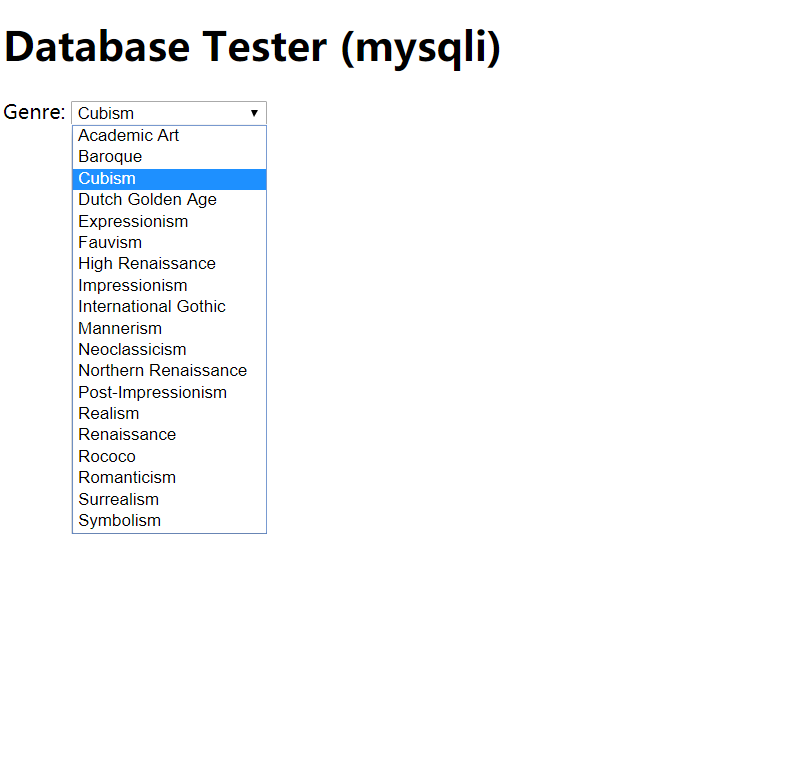 Database Tester (mysqli)
Genre: Cubism
Academic Art
Baroque
Cubism
Dutch Golden Age
Expressionism
Fauvism
High Renaissance
Impressionism
International Gothic
Mannerism
Neoclassicism
Northern Renaissance
Post-Impressionism
Realism
Renaissance
Rococo
Romanticism
Surrealism
Symbolism